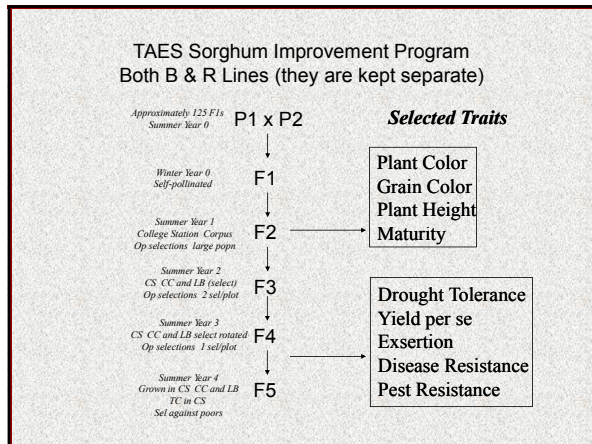 TAES Sorghum Improvement Program
Both B & R Lines (they are kept separate)
Approximately 125 F1s
Summer Year 0
P1 x P2
Selected Traits
Winter Year 0
Self-pollinated
F1
Plant Color
Grain Color
Plant Height
Maturity
Summer Year 1
College Station Corpus
Op selections large popn
F2
Summer Year 2
CS CC and LB (select)
Op selections 2 sel/plot
F3
Summer Year 3
CS CC and LB select rotated
Op selections 1 sel/plot
F4
Drought Tolerance
Yield per se
Exsertion
Disease Resistance
Pest Resistance
Summer Year 4
Grown in CS CC and LB
TC in CS
Sel against poors
F5